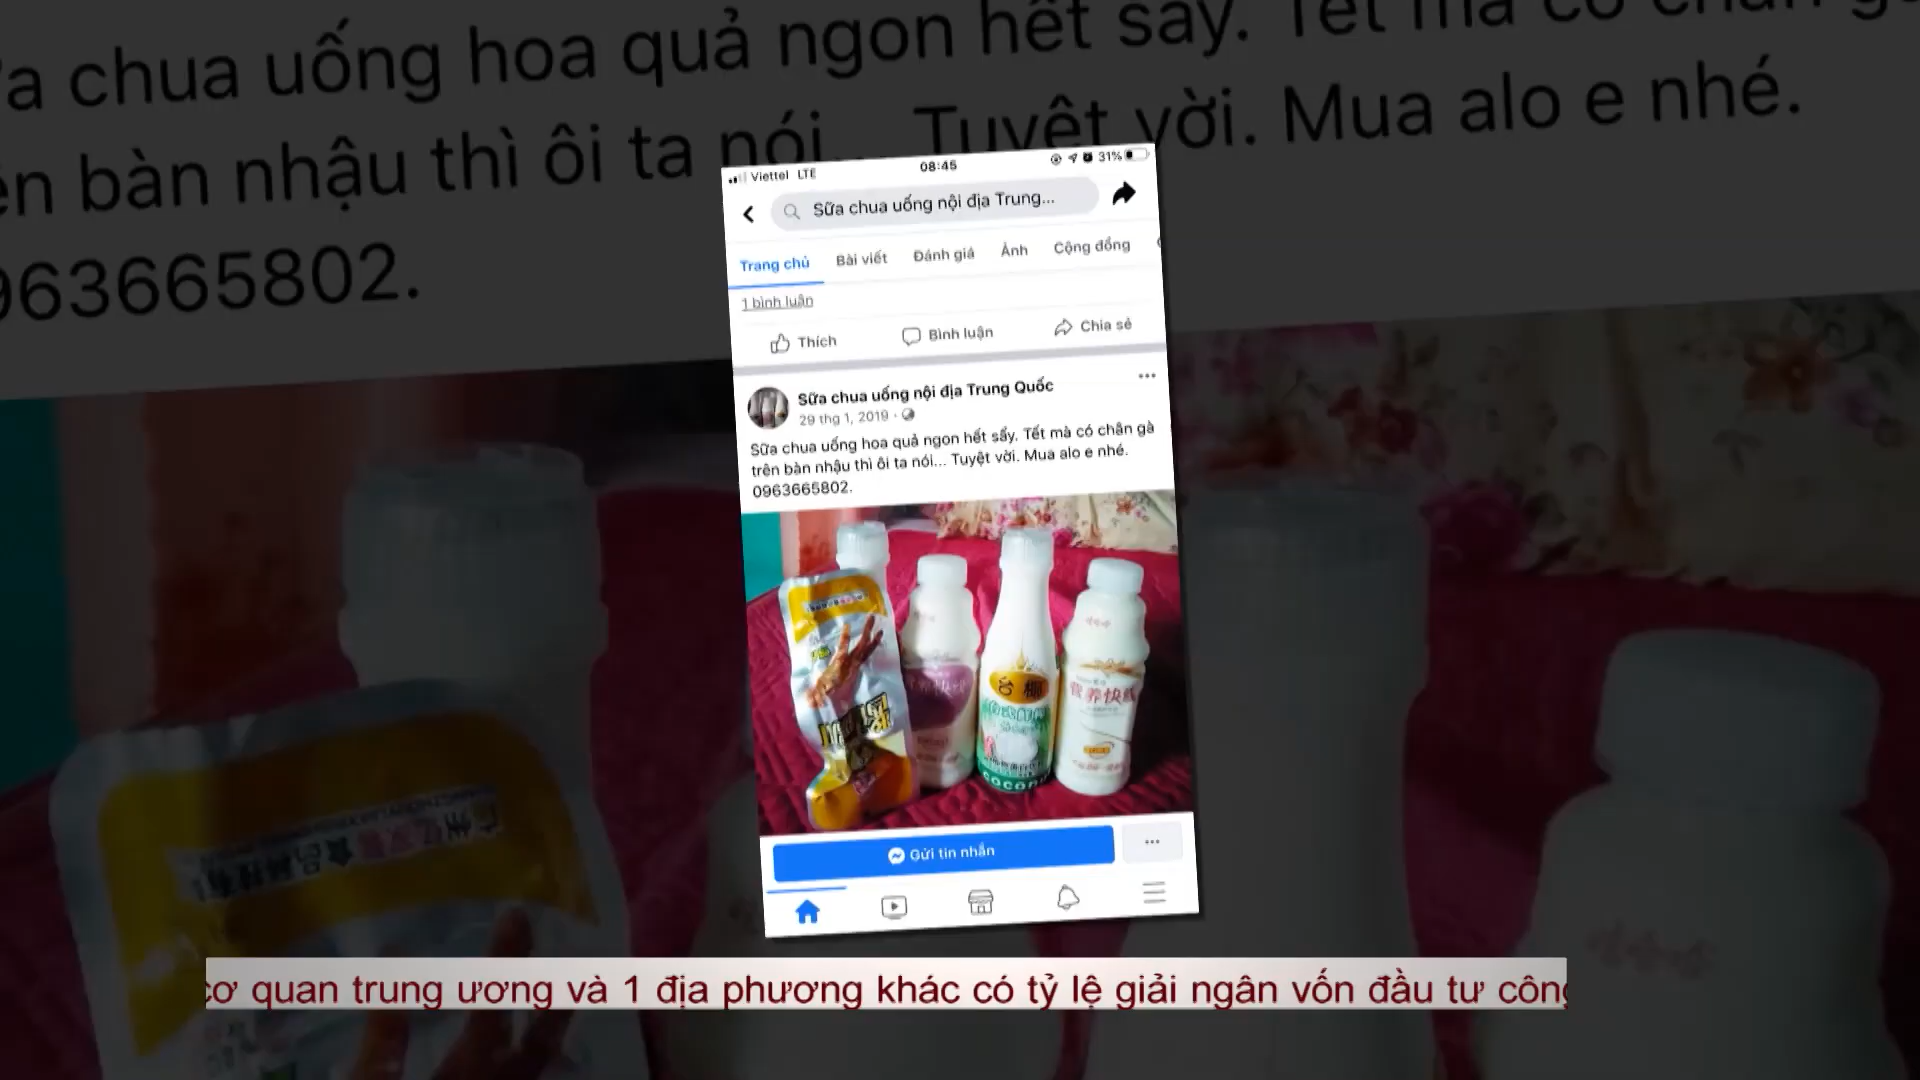 a chua uống hoa quả ngon hết sẩy. Tết mà có chân
bàn nhậu thì ôi ta nói... Tuyệt vời. Mua alo e nhé.
0963665802.
Viettel LTE 08:45 31%
Sữa chua uống nội địa Trung...
Trang chủ Bài viết Đánh giá Ảnh Cộng đồng
1 bình luận
Thích Bình luận Chia sẻ
Sữa chua uống nội địa Trung Quốc
29 thg 1, 2019
Sữa chua uống hoa quả ngon hết sẩy. Tết mà có chân gà
trên bàn nhậu thì ôi ta nói... Tuyệt vời. Mua alo e nhé.
0963665802.
台椰
营养快线
coconu
Gửi tin nhắn
cơ quan trung ương và 1 địa phương khác có tỷ lệ giải ngân vốn đầu tư công